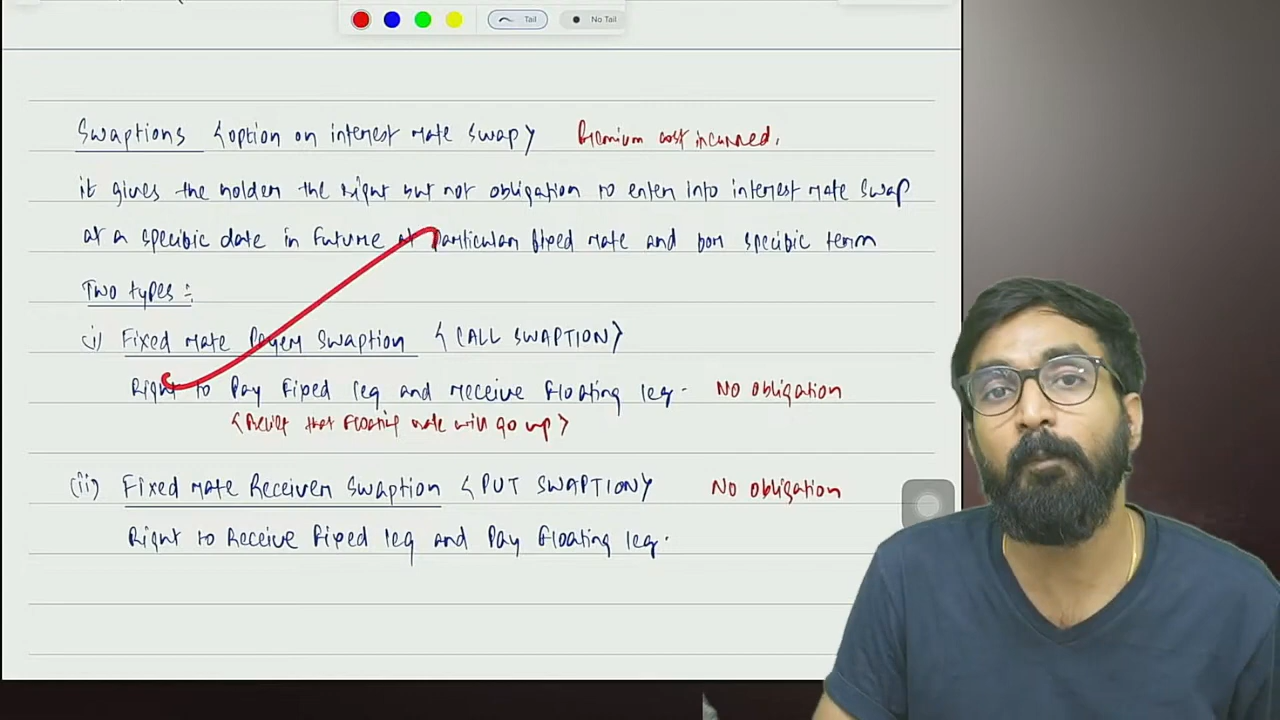 Tail
No Tail
Swaptions {option on interest rate swap} Premium cost incurred.
it gives the holder the right but not obligation to enter into interest rate swap
at a specific date in future at particular fixed rate and for specific term
Two types :-
(i) Fixed rate Payer Swaption {CALL SWAPTION}
Right to Pay Fixed leg and receive Floating leg. No obligation
{Belief that Floating rate will go up}
(ii) Fixed rate Receiver Swaption {PUT SWAPTION} No obligation
Right to Receive Fixed leg and Pay Floating leg.